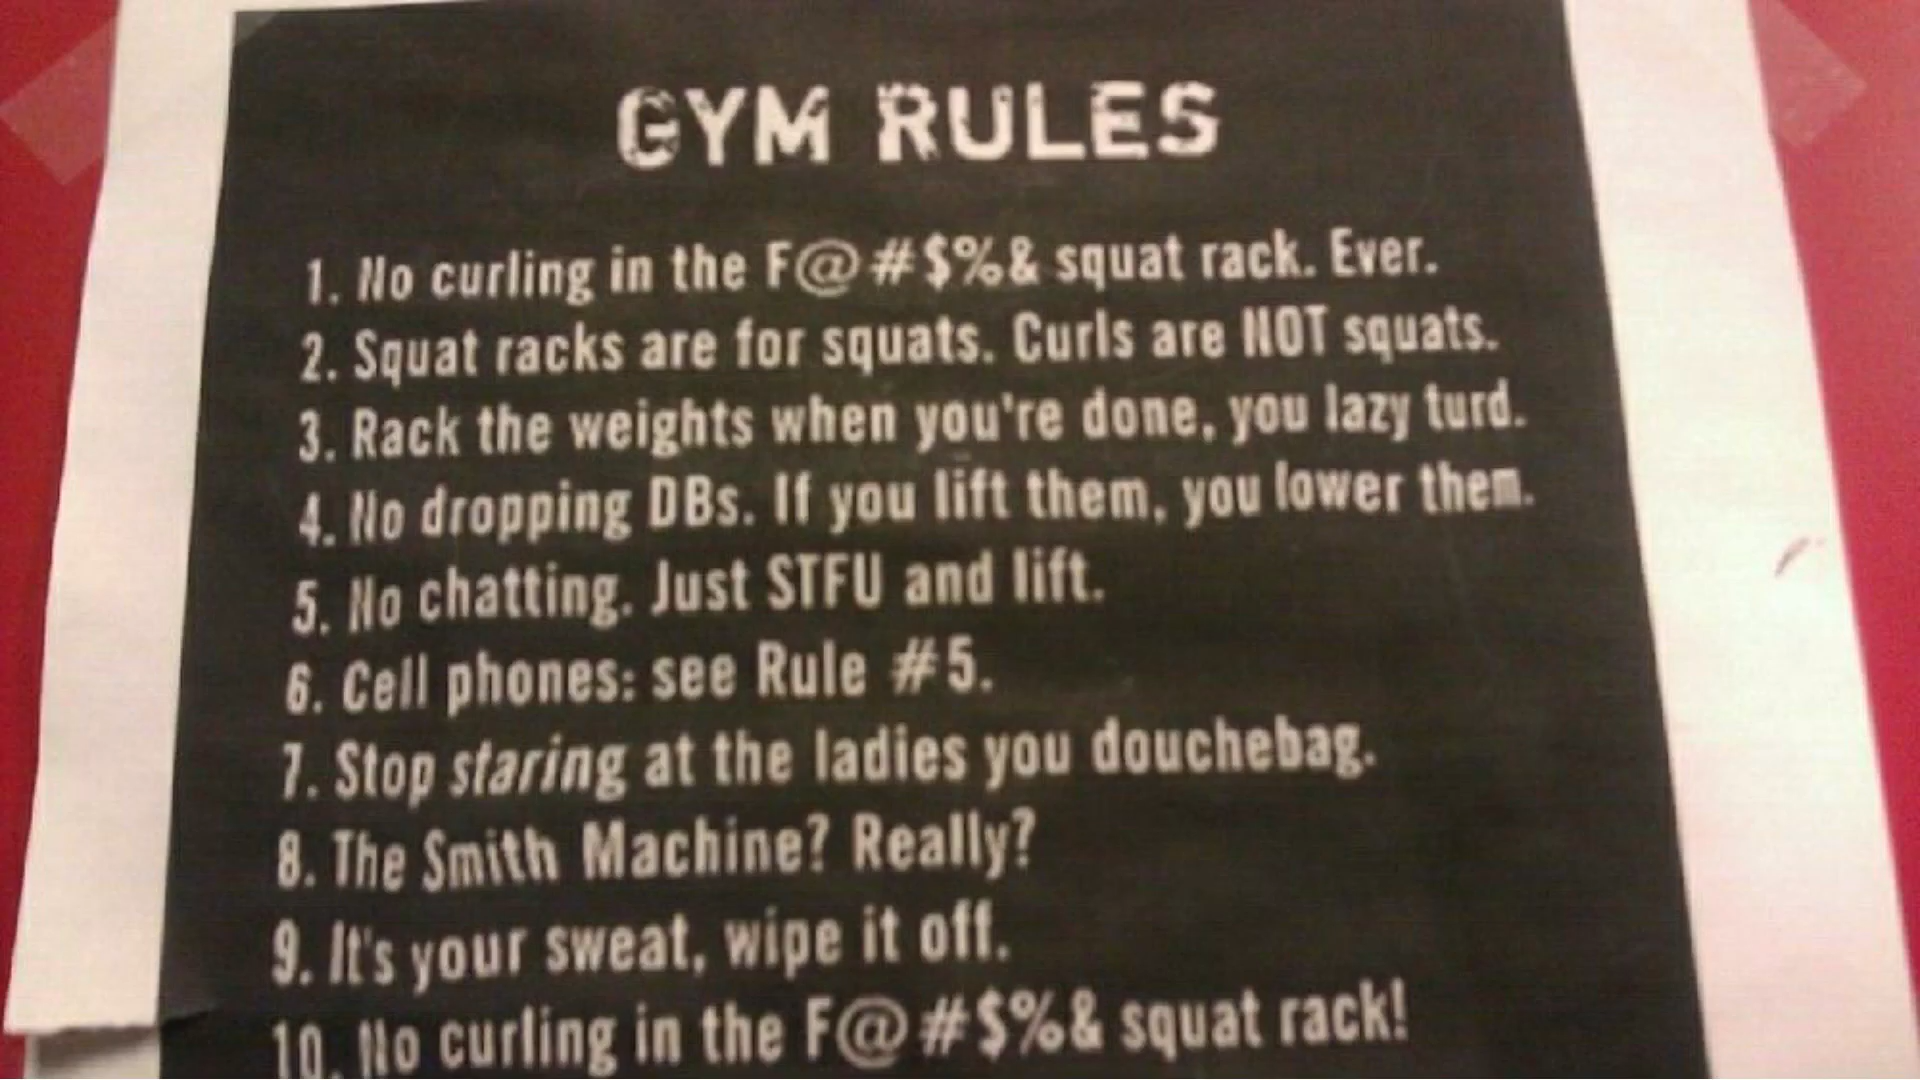 GYM RULES
1. No curling in the F@#$%& squat rack. Ever.
2. Squat racks are for squats. Curls are NOT squats.
3. Rack the weights when you're done, you lazy turd.
4. No dropping DBs. If you lift them, you lower them.
5. No chatting. Just STFU and lift.
6. Cell phones: see Rule #5.
7. Stop staring at the ladies you douchebag.
8. The Smith Machine? Really?
9. It's your sweat, wipe it off.
10. No curling in the F@#$%& squat rack!